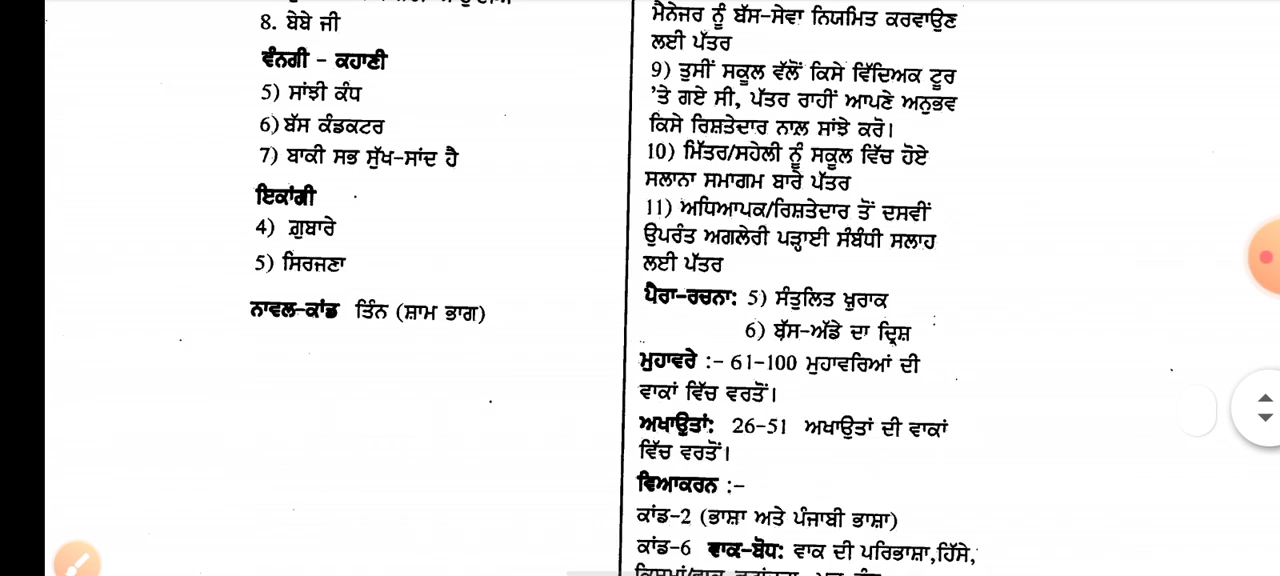 8. ਬੇਬੇ ਜੀ
ਵੰਨਗੀ - ਕਹਾਣੀ
5) ਸਾਂਝੀ ਕੰਧ
6) ਬੱਸ ਕੰਡਕਟਰ
7) ਬਾਕੀ ਸਭ ਸੁੱਖ-ਸਾਂਦ ਹੈ
ਇਕਾਂਗੀ
4) ਗ਼ੁਬਾਰੇ
5) ਸਿਰਜਣਾ
ਨਾਵਲ-ਕਾਂਡ ਤਿੰਨ (ਸ਼ਾਮ ਭਾਗ)
ਮੈਨੇਜਰ ਨੂੰ ਬੱਸ-ਸੇਵਾ ਨਿਯਮਿਤ ਕਰਵਾਉਣ
ਲਈ ਪੱਤਰ
9) ਤੁਸੀਂ ਸਕੂਲ ਵੱਲੋਂ ਕਿਸੇ ਵਿੱਦਿਅਕ ਟੂਰ
'ਤੇ ਗਏ ਸੀ, ਪੱਤਰ ਰਾਹੀਂ ਆਪਣੇ ਅਨੁਭਵ
ਕਿਸੇ ਰਿਸ਼ਤੇਦਾਰ ਨਾਲ਼ ਸਾਂਝੇ ਕਰੋ।
10) ਮਿੱਤਰ/ਸਹੇਲੀ ਨੂੰ ਸਕੂਲ ਵਿੱਚ ਹੋਏ
ਸਲਾਨਾ ਸਮਾਗਮ ਬਾਰੇ ਪੱਤਰ
11) ਅਧਿਆਪਕ/ਰਿਸ਼ਤੇਦਾਰ ਤੋਂ ਦਸਵੀਂ
ਉਪਰੰਤ ਅਗਲੇਰੀ ਪੜ੍ਹਾਈ ਸੰਬੰਧੀ ਸਲਾਹ
ਲਈ ਪੱਤਰ
ਪੈਰਾ-ਰਚਨਾ: 5) ਸੰਤੁਲਿਤ ਖ਼ੁਰਾਕ
6) ਬੱਸ-ਅੱਡੇ ਦਾ ਦ੍ਰਿਸ਼
ਮੁਹਾਵਰੇ :- 61-100 ਮੁਹਾਵਰਿਆਂ ਦੀ
ਵਾਕਾਂ ਵਿੱਚ ਵਰਤੋਂ।
ਅਖਾਉਤਾਂ: 26-51 ਅਖਾਉਤਾਂ ਦੀ ਵਾਕਾਂ
ਵਿੱਚ ਵਰਤੋਂ।
ਵਿਆਕਰਨ :-
ਕਾਂਡ-2 (ਭਾਸ਼ਾ ਅਤੇ ਪੰਜਾਬੀ ਭਾਸ਼ਾ)
ਕਾਂਡ-6 ਵਾਕ-ਬੋਧ: ਵਾਕ ਦੀ ਪਰਿਭਾਸ਼ਾ,ਹਿੱਸੇ,